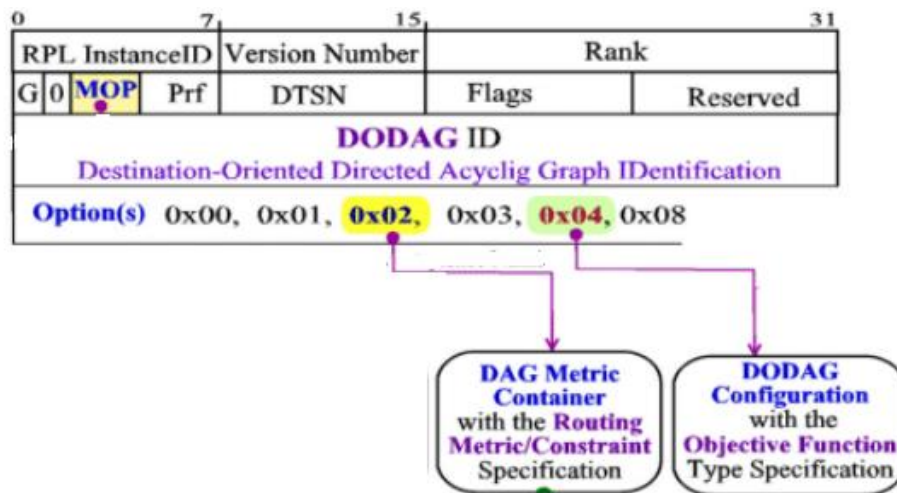 0 7 15 31
RPL InstanceID Version Number Rank
G 0 MOP Prf DTSN Flags Reserved
DODAG ID
Destination-Oriented Directed Acyclig Graph IDentification
Option(s) 0x00, 0x01, 0x02, 0x03, 0x04, 0x08
DAG Metric
Container
with the Routing
Metric/Constraint
Specification
DODAG
Configuration
with the
Objective Function
Type Specification